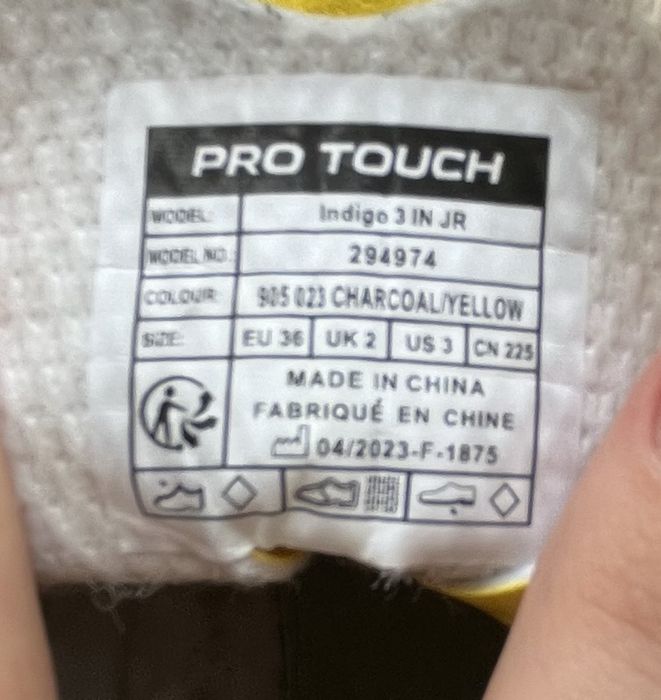 PRO TOUCH
MODEL: Indigo 3 IN JR
MODEL NO.: 294974
COLOUR: 905 023 CHARCOAL/YELLOW
SIZE: EU 36 UK 2 US 3 CN 225
MADE IN CHINA
FABRIQUÉ EN CHINE
04/2023-F-1875